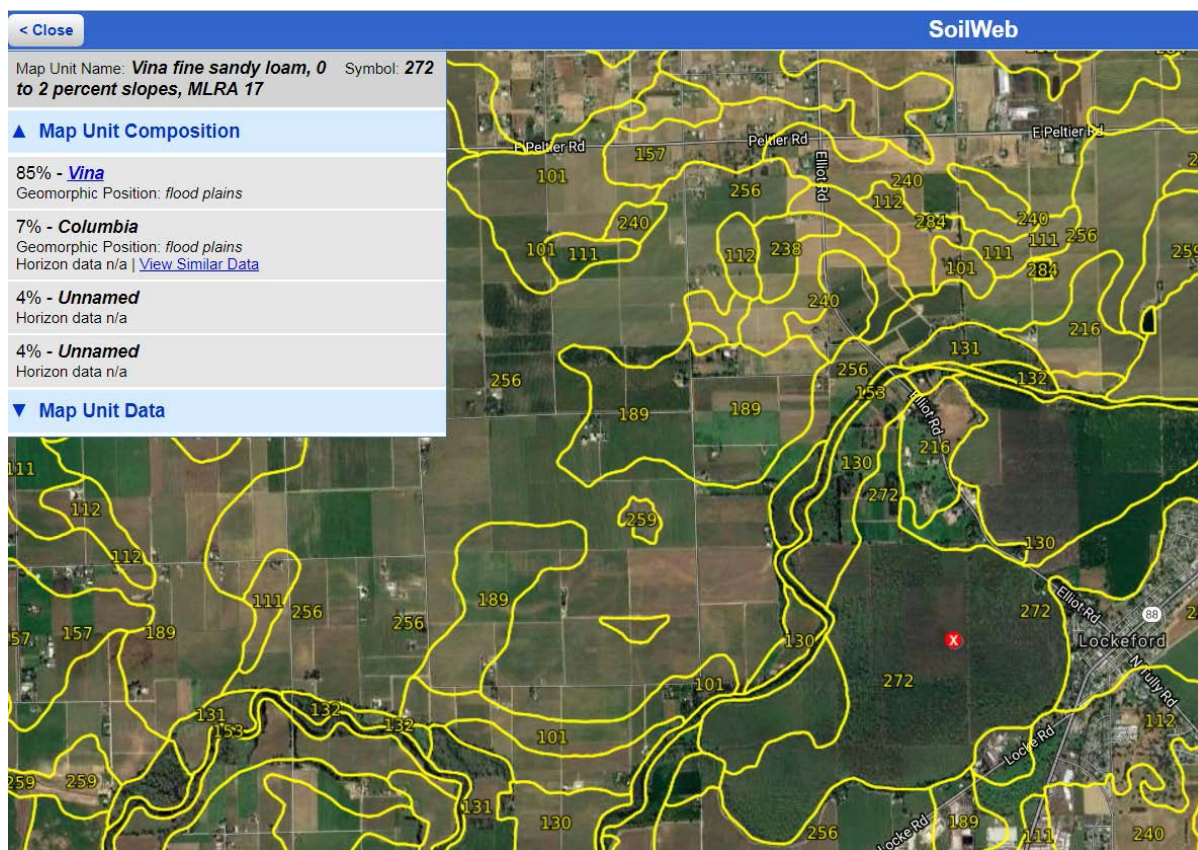 < Close
SoilWeb
Map Unit Name: Vina fine sandy loam, 0 to 2 percent slopes, MLRA 17
Symbol: 272
▲ Map Unit Composition
85% - Vina
Geomorphic Position: flood plains
7% - Columbia
Geomorphic Position: flood plains
Horizon data n/a | View Similar Data
4% - Unnamed
Horizon data n/a
4% - Unnamed
Horizon data n/a
▼ Map Unit Data
E Peltier Rd
Peltier Rd
E Peltier Rd
157
101
256
Elliot Rd
240
112
240
284
240
101
111
112
238
111
111
256
259
101
284
240
216
131
256
256
153
132
189
189
Elliot Rd
216
111
130
272
112
259
130
112
189
111
256
256
272
Elliot Rd
88
157
189
130
X
Lockeford
272
N Tully Rd
101
131
132
132
153
112
101
Locke Rd
259
259
131
130
256
Locke Rd
189
111
240